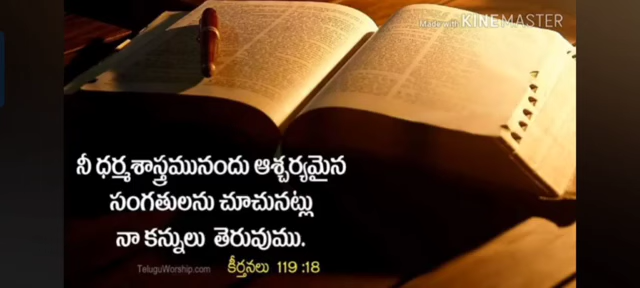 Made with KINEMASTER
నీ ధర్మశాస్త్రమునందు ఆశ్చర్యమైన
సంగతులను చూచునట్లు
నా కన్నులు తెరువుము.
TeluguWorship.com కీర్తనలు 119 :18